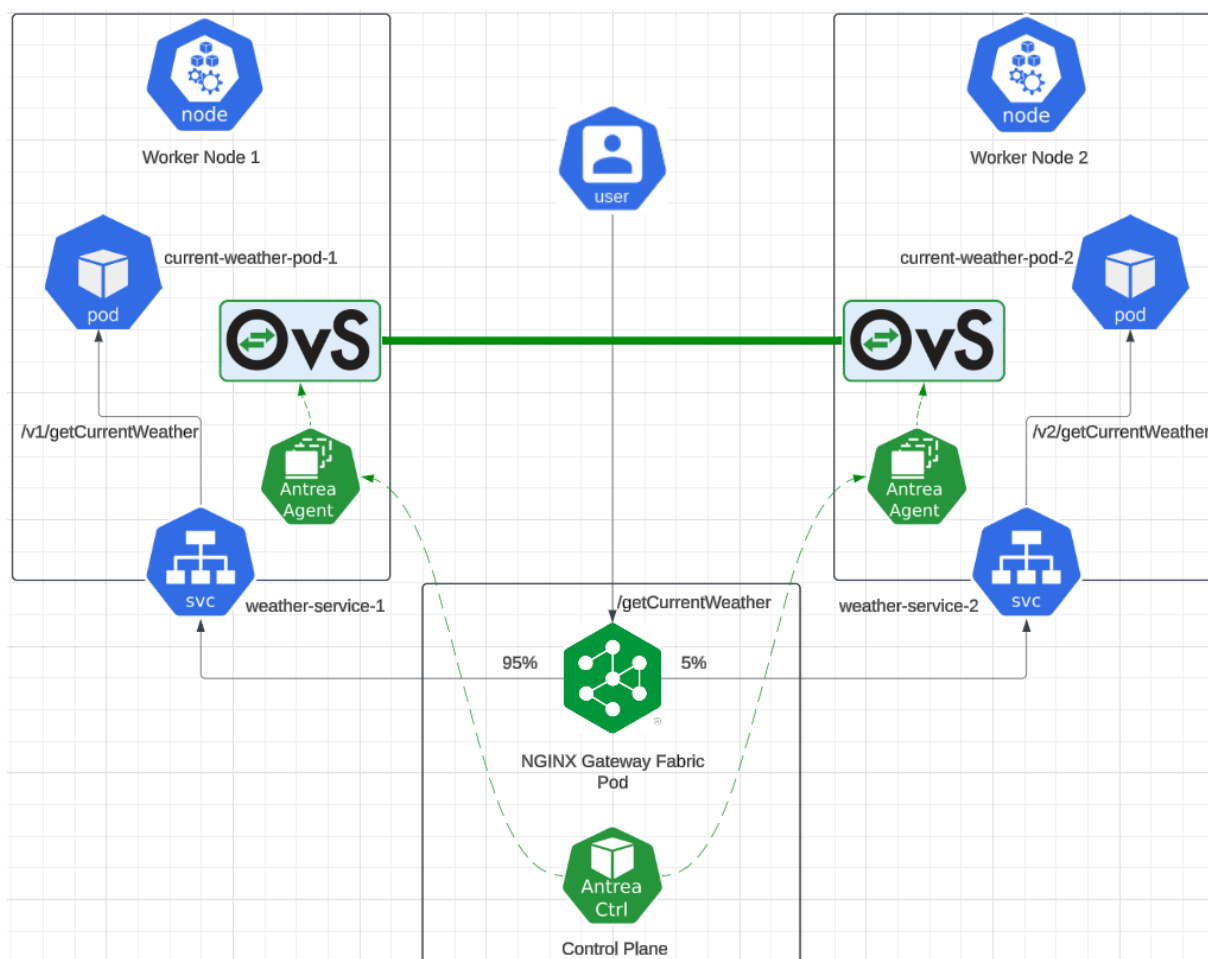 node
Worker Node 1
node
Worker Node 2
user
current-weather-pod-1
pod
current-weather-pod-2
pod
OvS
OvS
/v1/getCurrentWeather
/v2/getCurrentWeather
Antrea
Agent
Antrea
Agent
svc
weather-service-1
/getCurrentWeather
weather-service-2
svc
95%
5%
®
NGINX Gateway Fabric
Pod
Antrea
Ctrl
Control Plane